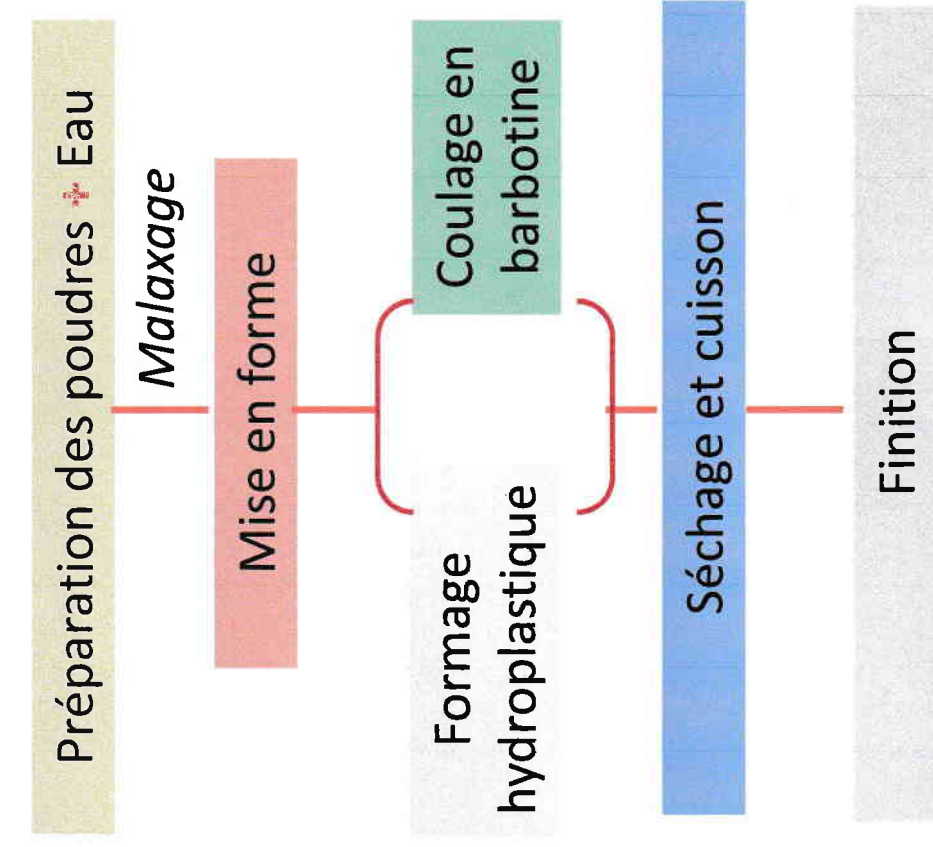 Préparation des poudres + Eau
Malaxage
Mise en forme
Formage
hydroplastique
Coulage en
barbotine
Séchage et cuisson
Finition